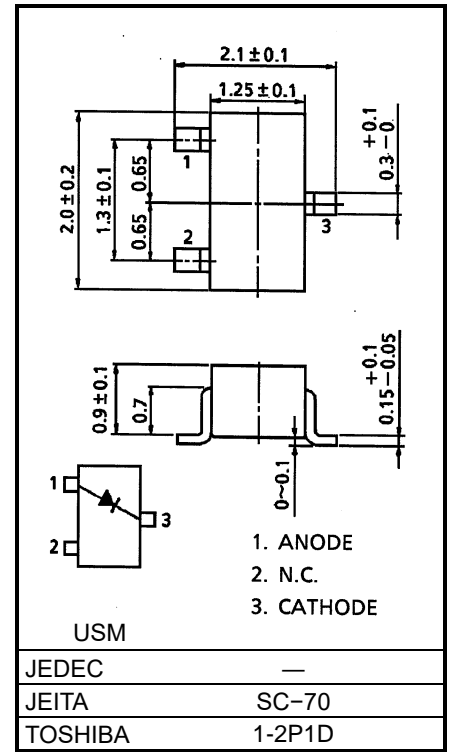 2.1±0.1
1.25±0.1
+0.1
0.3−0
2.0±0.2
1.3±0.1
0.65
0.65
1
2
3
0.9±0.1
0.7
0~0.1
+0.1
0.15−0.05
1
2
3
1. ANODE
2. N.C.
3. CATHODE
USM
JEDEC —
JEITA SC−70
TOSHIBA 1-2P1D